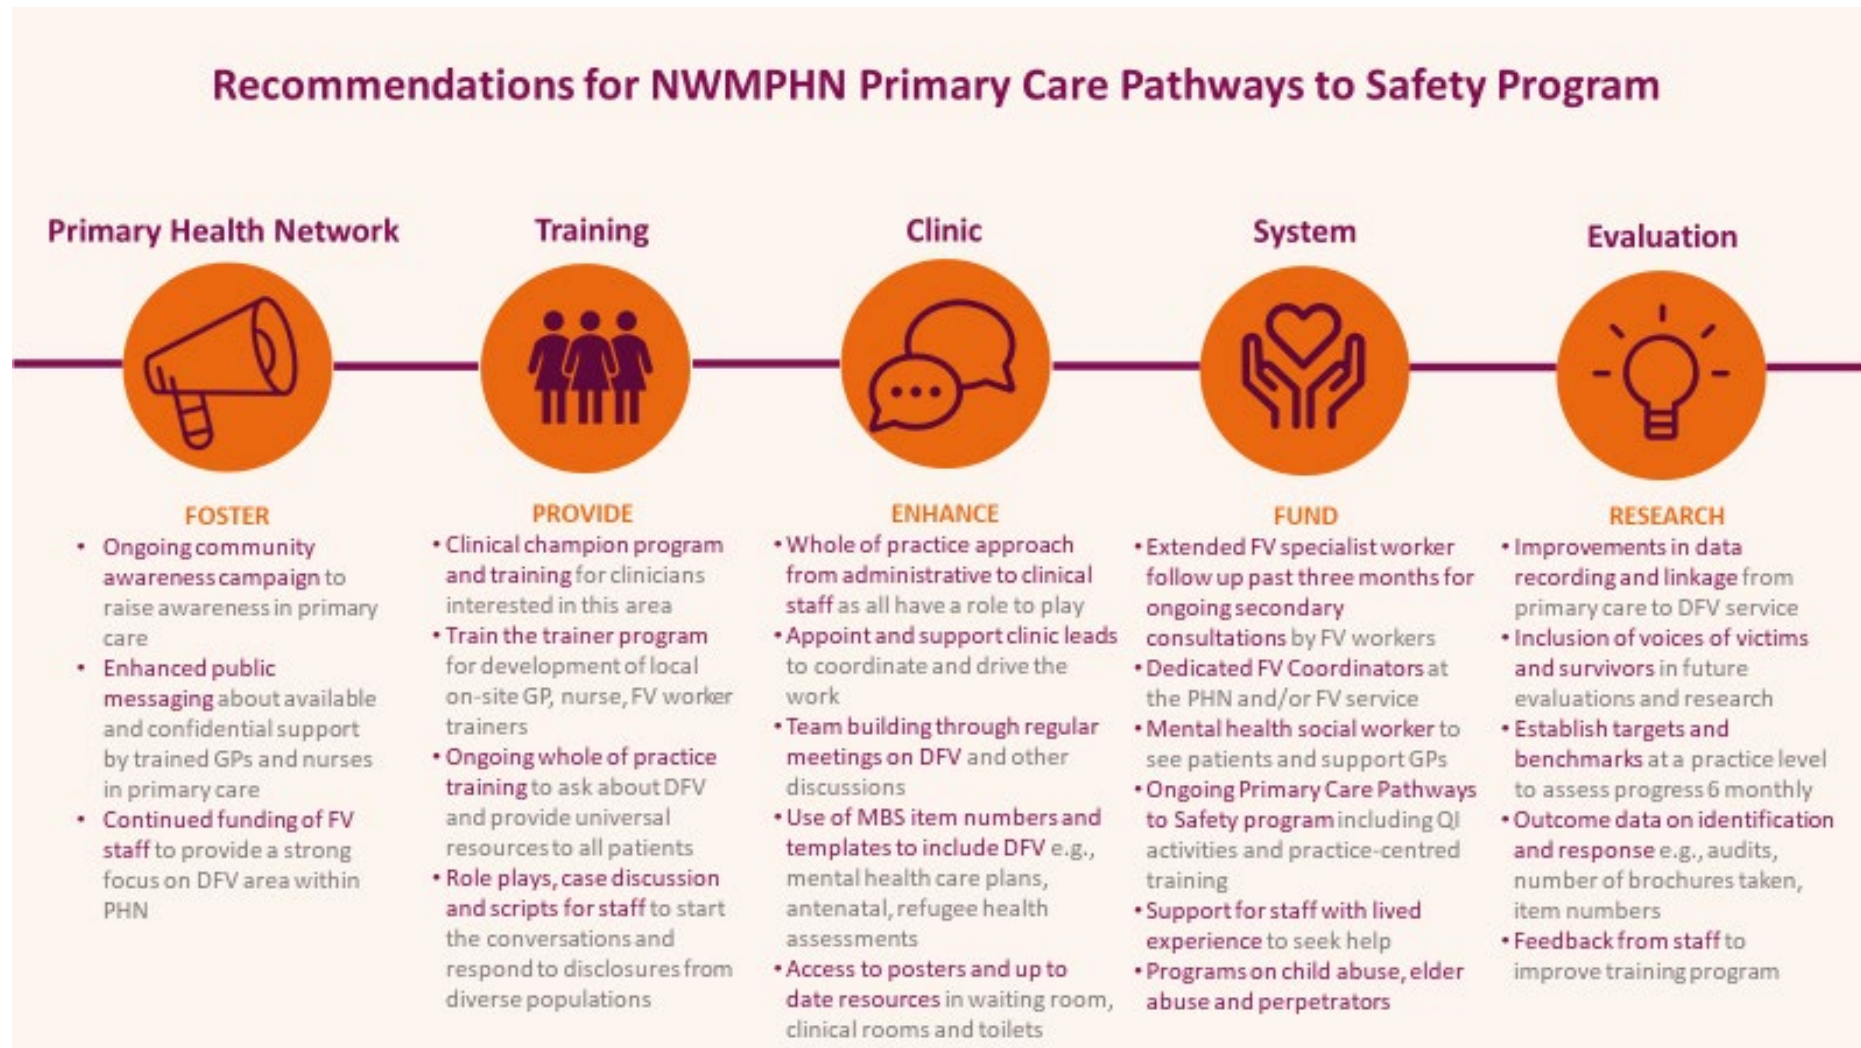 Recommendations for NWMPHN Primary Care Pathways to Safety Program
Primary Health Network
FOSTER
• Ongoing community
awareness campaign to
raise awareness in primary
care
• Enhanced public
messaging about available
and confidential support
by trained GPs and nurses
in primary care
• Continued funding of FV
staff to provide a strong
focus on DFV area within
PHN
Training
PROVIDE
• Clinical champion program
and training for clinicians
interested in this area
• Train the trainer program
for development of local
on-site GP, nurse, FV worker
trainers
• Ongoing whole of practice
training to ask about DFV
and provide universal
resources to all patients
• Role plays, case discussion
and scripts for staff to start
the conversations and
respond to disclosures from
diverse populations
Clinic
ENHANCE
• Whole of practice approach
from administrative to clinical
staff as all have a role to play
• Appoint and support clinic leads
to coordinate and drive the
work
• Team building through regular
meetings on DFV and other
discussions
• Use of MBS item numbers and
templates to include DFV e.g.,
mental health care plans,
antenatal, refugee health
assessments
• Access to posters and up to
date resources in waiting room,
clinical rooms and toilets
System
FUND
• Extended FV specialist worker
follow up past three months for
ongoing secondary
consultations by FV workers
• Dedicated FV Coordinators at
the PHN and/or FV service
• Mental health social worker to
see patients and support GPs
• Ongoing Primary Care Pathways
to Safety program including QI
activities and practice-centred
training
• Support for staff with lived
experience to seek help
• Programs on child abuse, elder
abuse and perpetrators
Evaluation
RESEARCH
• Improvements in data
recording and linkage from
primary care to DFV service
• Inclusion of voices of victims
and survivors in future
evaluations and research
• Establish targets and
benchmarks at a practice level
to assess progress 6 monthly
• Outcome data on identification
and response e.g., audits,
number of brochures taken,
item numbers
• Feedback from staff to
improve training program